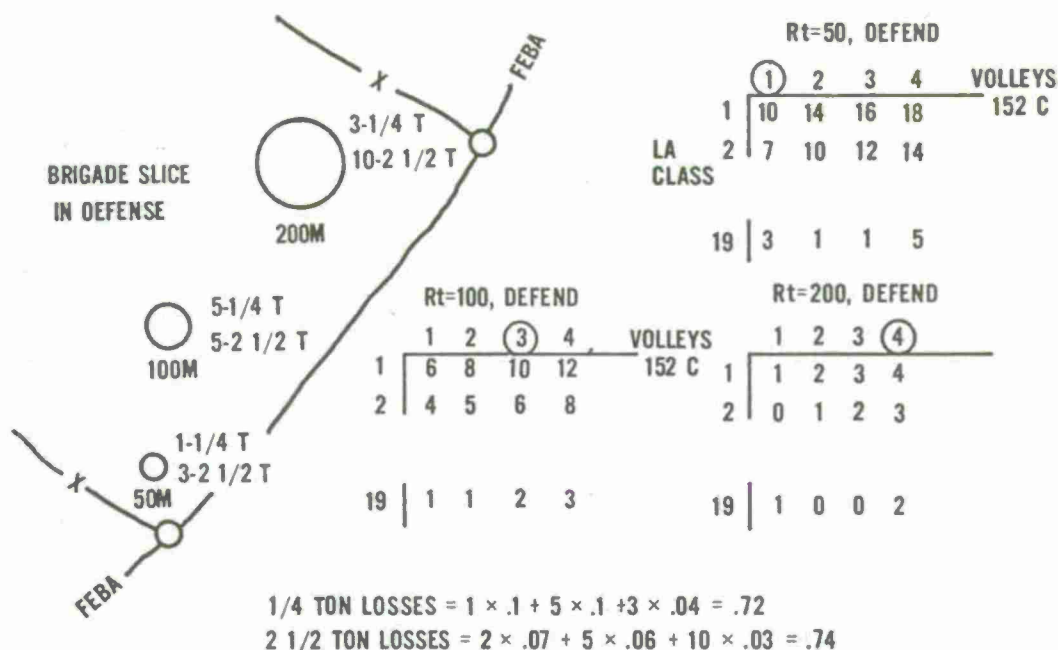 Rt=50, DEFEND
1 2 3 4 VOLLEYS
152 C
1 10 14 16 18
LA CLASS 2 7 10 12 14
19 3 1 1 5
X
FEBA
3-1/4 T
10-2 1/2 T
BRIGADE SLICE
IN DEFENSE
200M
5-1/4 T
5-2 1/2 T
100M
1-1/4 T
3-2 1/2 T
50M
X
FEBA
Rt=100, DEFEND
1 2 3 4 VOLLEYS
152 C
1 6 8 10 12
2 4 5 6 8
19 1 1 2 3
Rt=200, DEFEND
1 2 3 4
1 1 2 3 4
2 0 1 2 3
19 1 0 0 2
1/4 TON LOSSES = 1 × .1 + 5 × .1 +3 × .04 = .72
2 1/2 TON LOSSES = 2 × .07 + 5 × .06 + 10 × .03 = .74